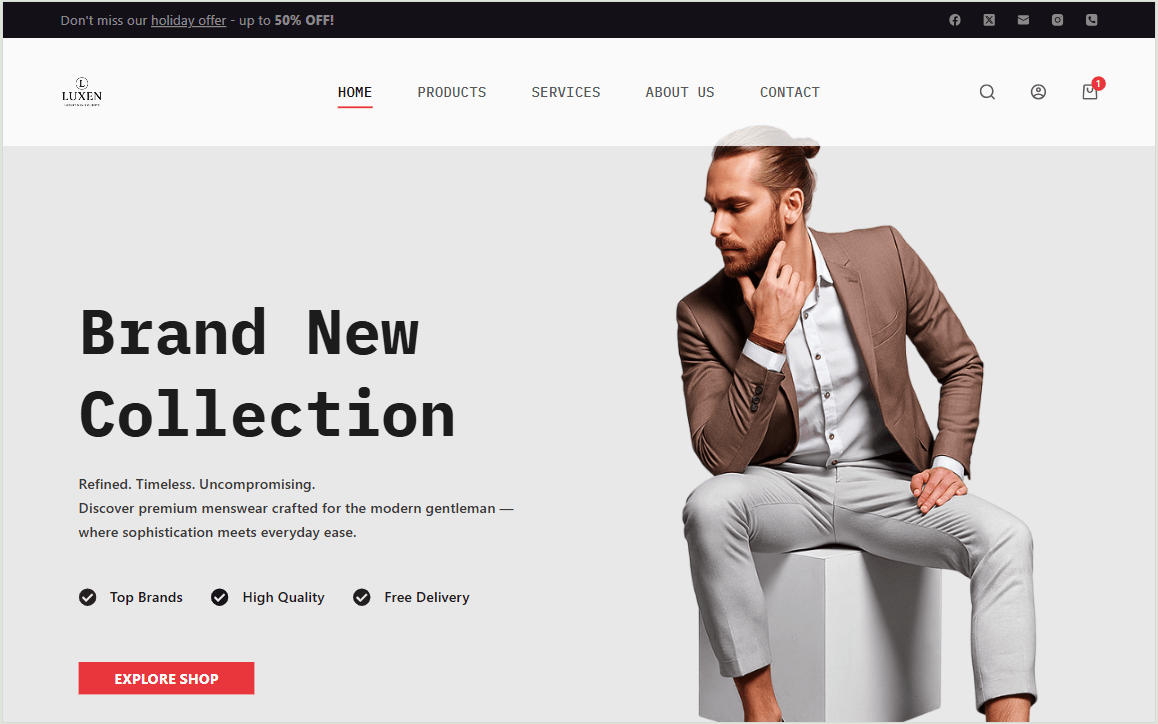 Don't miss our holiday offer - up to 50% OFF!
LUXEN
HOME PRODUCTS SERVICES ABOUT US CONTACT
1
Brand New
Collection
Refined. Timeless. Uncompromising.
Discover premium menswear crafted for the modern gentleman —
where sophistication meets everyday ease.
Top Brands High Quality Free Delivery
EXPLORE SHOP